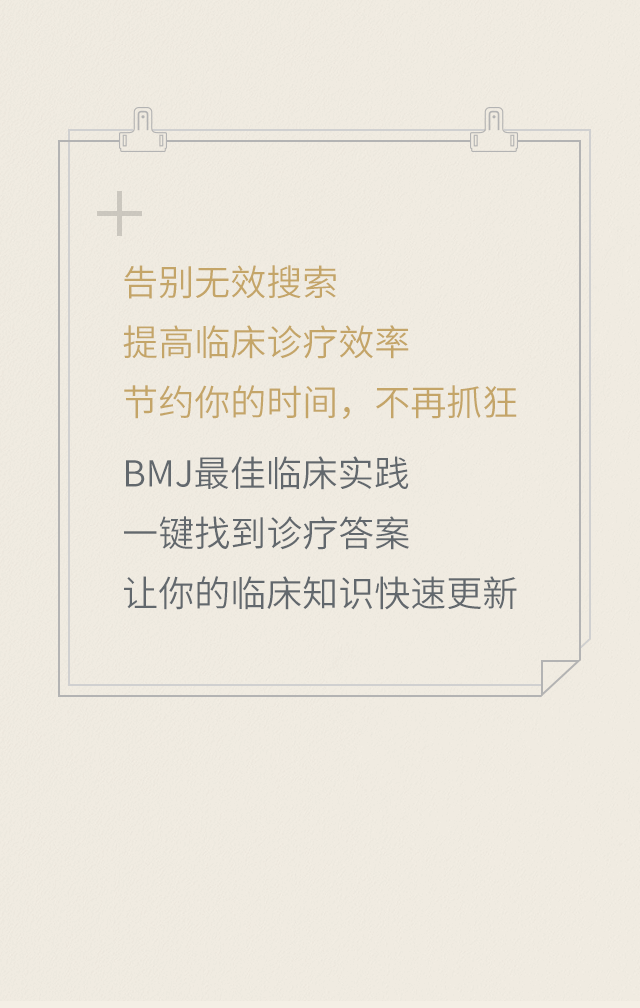 告别无效搜索
提高临床诊疗效率
节约你的时间，不再抓狂
BMJ最佳临床实践
一键找到诊疗答案
让你的临床知识快速更新